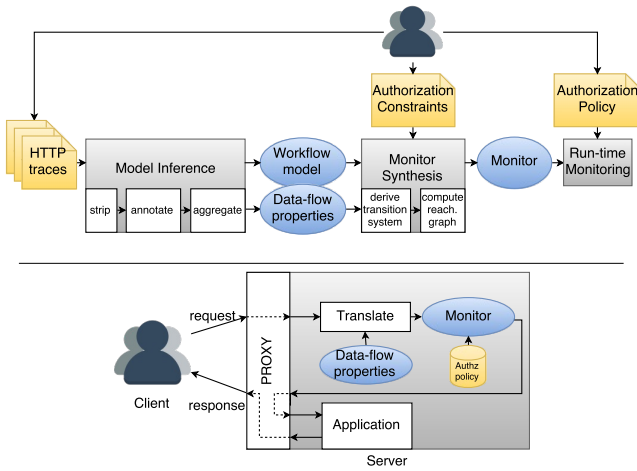 Authorization
Constraints
Authorization
Policy
HTTP
traces
Model Inference
strip
annotate
aggregate
Workflow
model
Data-flow
properties
Monitor
Synthesis
derive
transition
system
compute
reach.
graph
Monitor
Run-time
Monitoring
request
response
Client
PROXY
Translate
Monitor
Data-flow
properties
Authz
policy
Application
Server